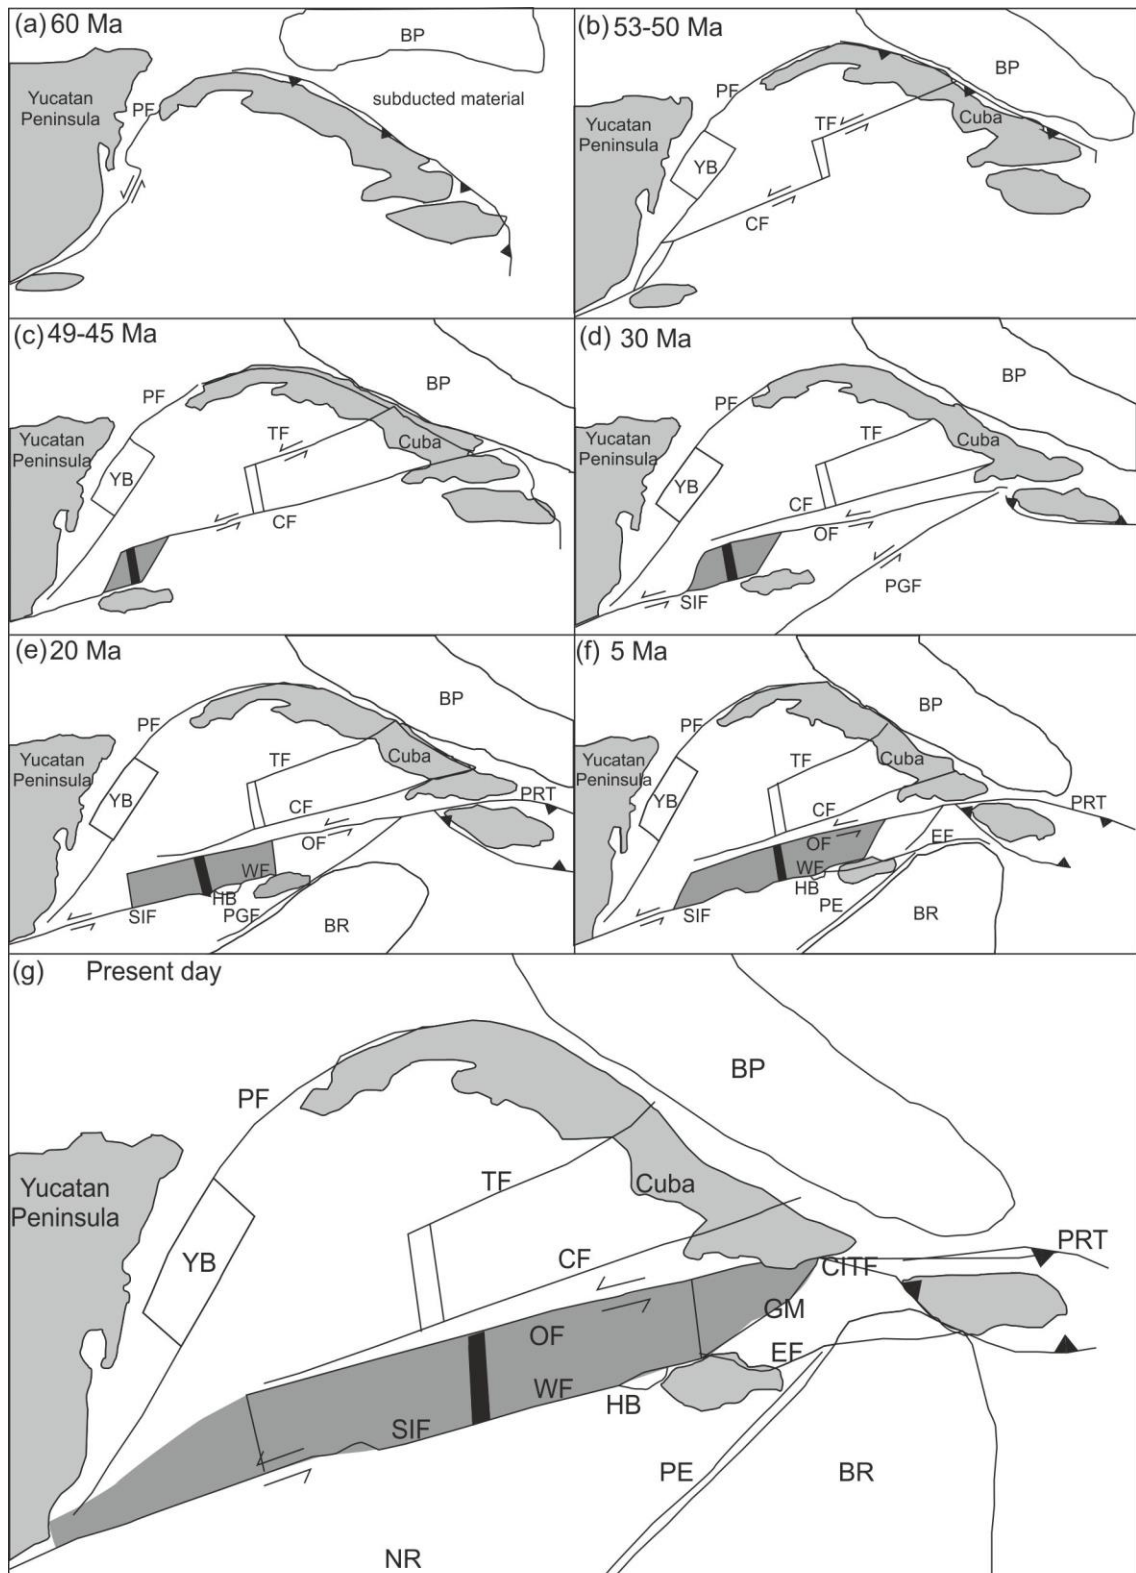 (a) 60 Ma
BP
Yucatan
Peninsula
PF
subducted material
(b) 53-50 Ma
BP
PF
Yucatan
Peninsula
TF
Cuba
YB
CF
(c) 49-45 Ma
BP
PF
Yucatan
Peninsula
TF
Cuba
YB
CF
(d) 30 Ma
BP
PF
Yucatan
Peninsula
TF
Cuba
YB
CF
OF
SIF
PGF
(e) 20 Ma
BP
PF
Yucatan
Peninsula
TF
Cuba
YB
PRT
CF
OF
WF
HB
SIF
PGF
BR
(f) 5 Ma
BP
PF
Yucatan
Peninsula
TF
Cuba
YB
PRT
CF
OF
EF
WF
HB
SIF
PE
BR
(g) Present day
BP
PF
Yucatan
Peninsula
TF
Cuba
YB
CF
PRT
CITF
GM
OF
EF
WF
HB
SIF
PE
BR
NR